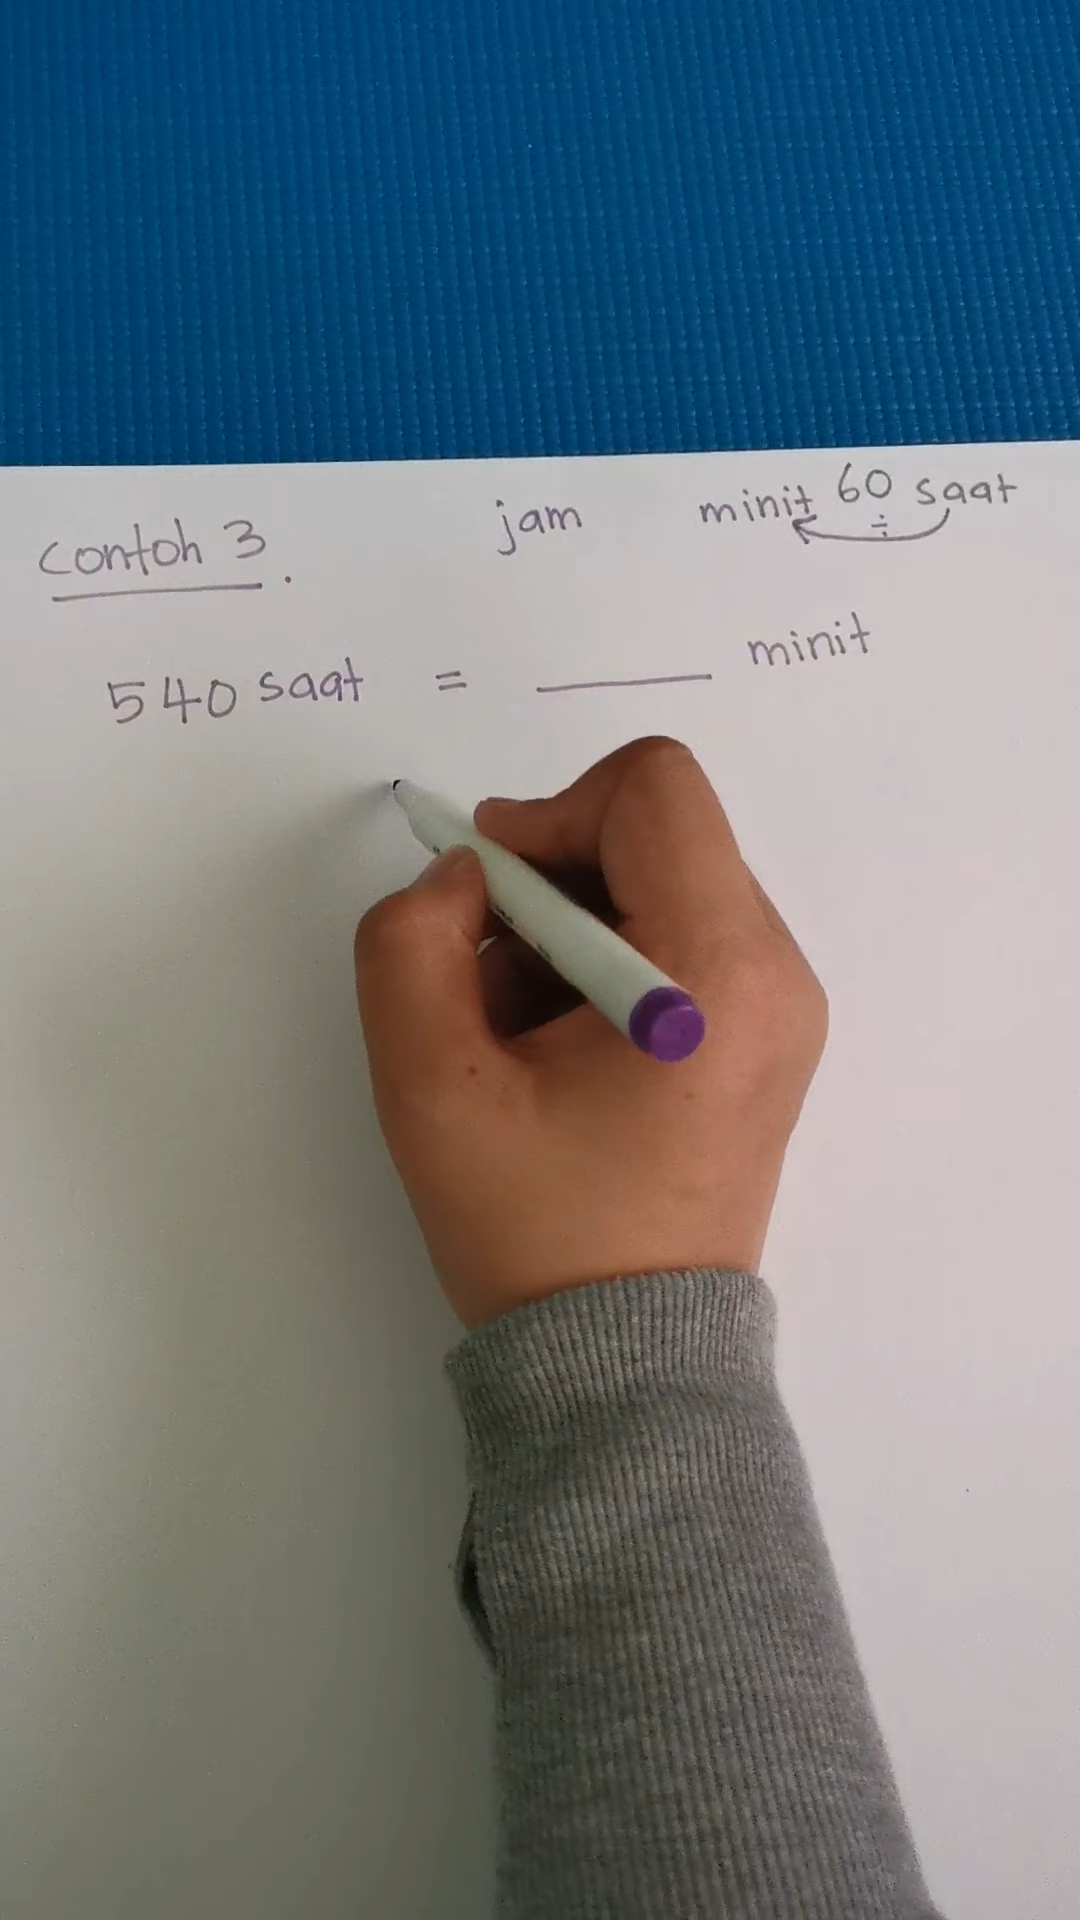 contoh 3. jam minit 60 saat
÷
540 saat = ______ minit